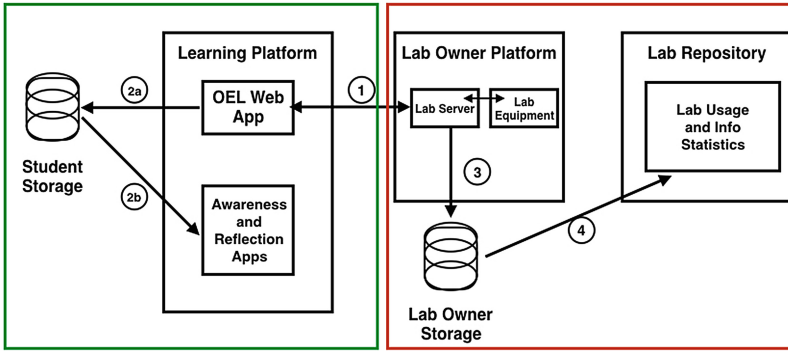 Learning Platform
OEL Web
App
2a
Student
Storage
2b
Awareness
and
Reflection
Apps
1
Lab Owner Platform
Lab Server
Lab
Equipment
3
Lab Owner
Storage
4
Lab Repository
Lab Usage
and Info
Statistics